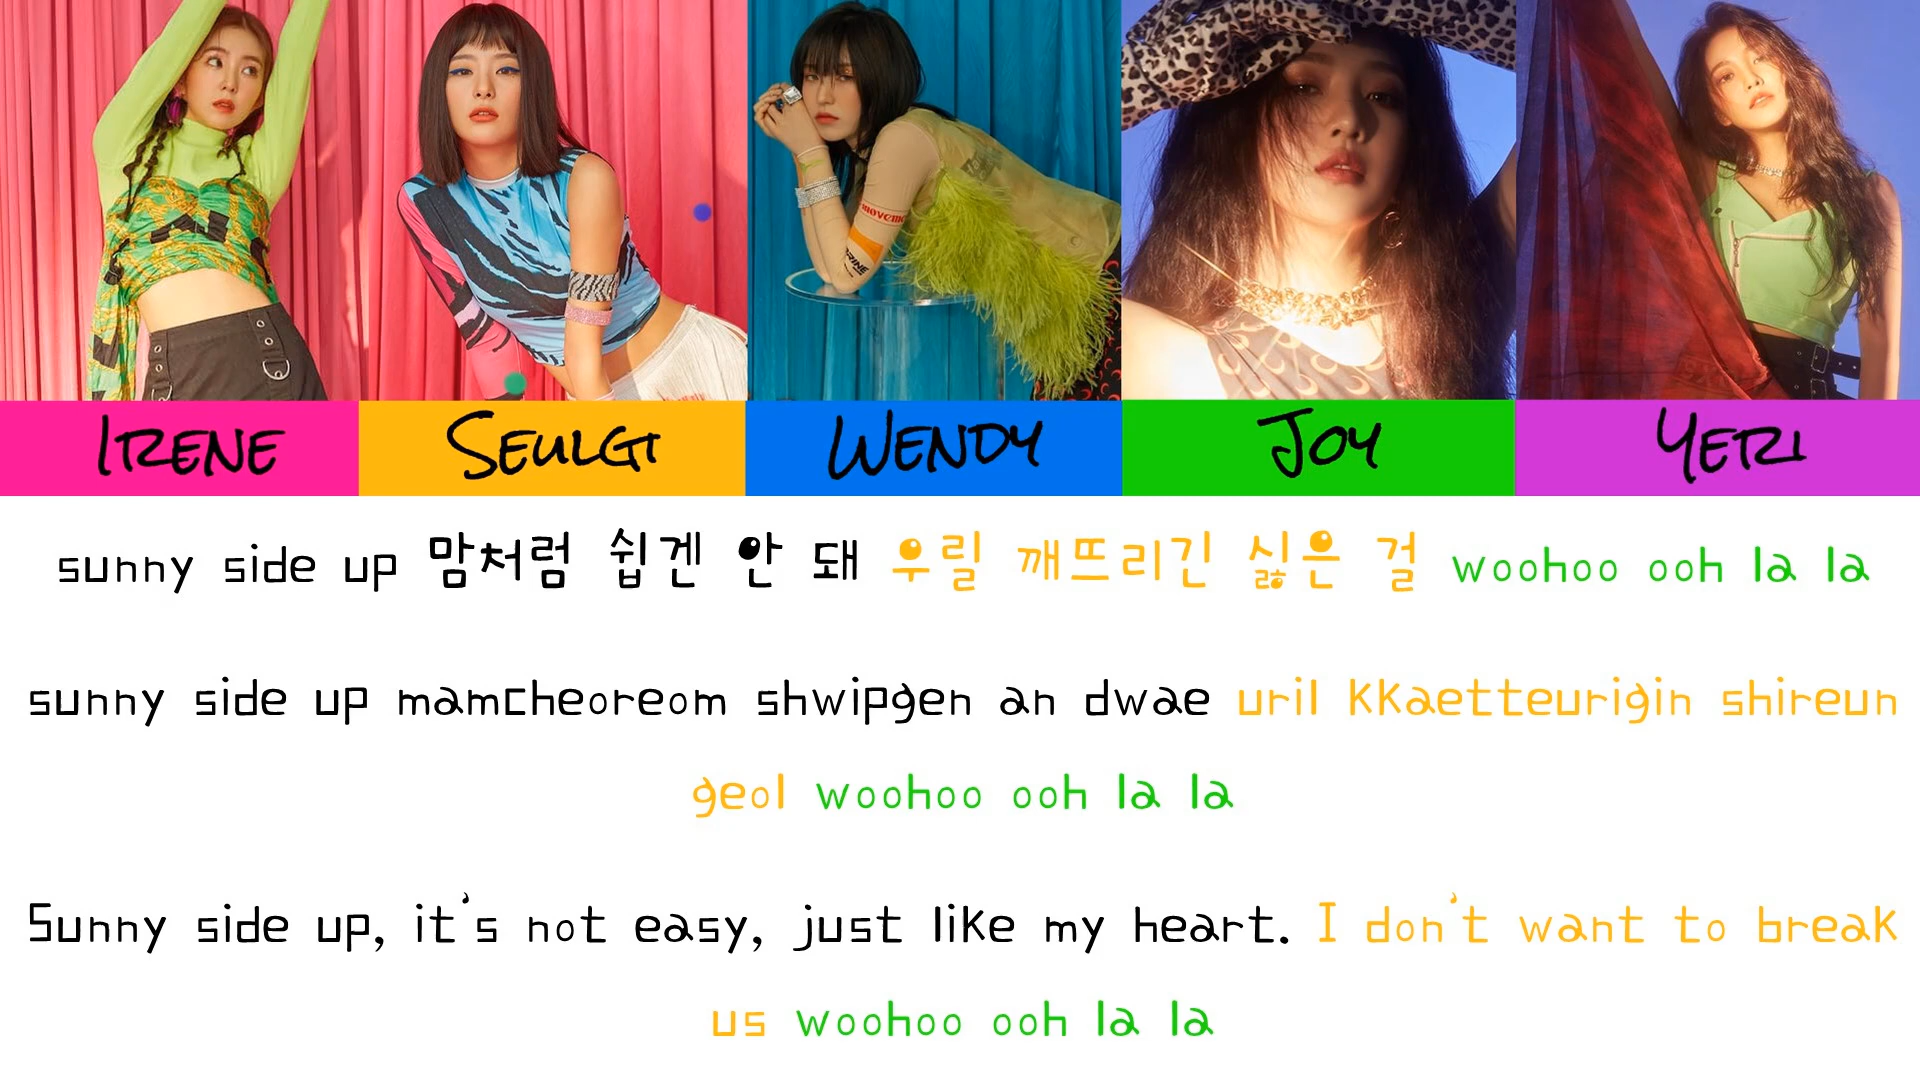 IRENE SEULGI WENDY JOY YERI
sunny side up 맘처럼 쉽겐 안 돼 우릴 깨뜨리긴 싫은 걸 woohoo ooh la la
sunny side up mamcheoreom shwipgen an dwae uril kkaetteurigin shireun
geol woohoo ooh la la
Sunny side up, it's not easy, just like my heart. I don't want to break
us woohoo ooh la la